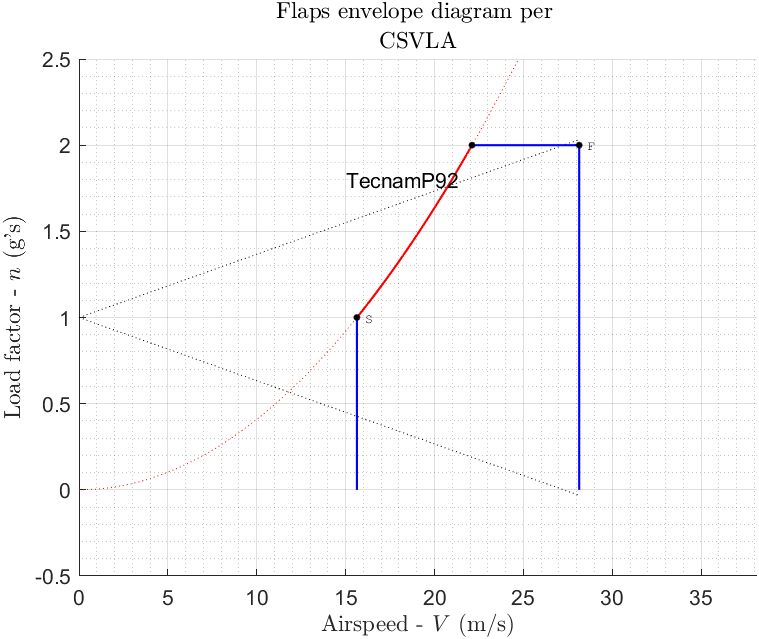 Flaps envelope diagram per
CSVLA
2.5
2
1.5
1
0.5
0
-0.5
Load factor - n (g's)
TecnamP92
F
S
0 5 10 15 20 25 30 35
Airspeed - V (m/s)